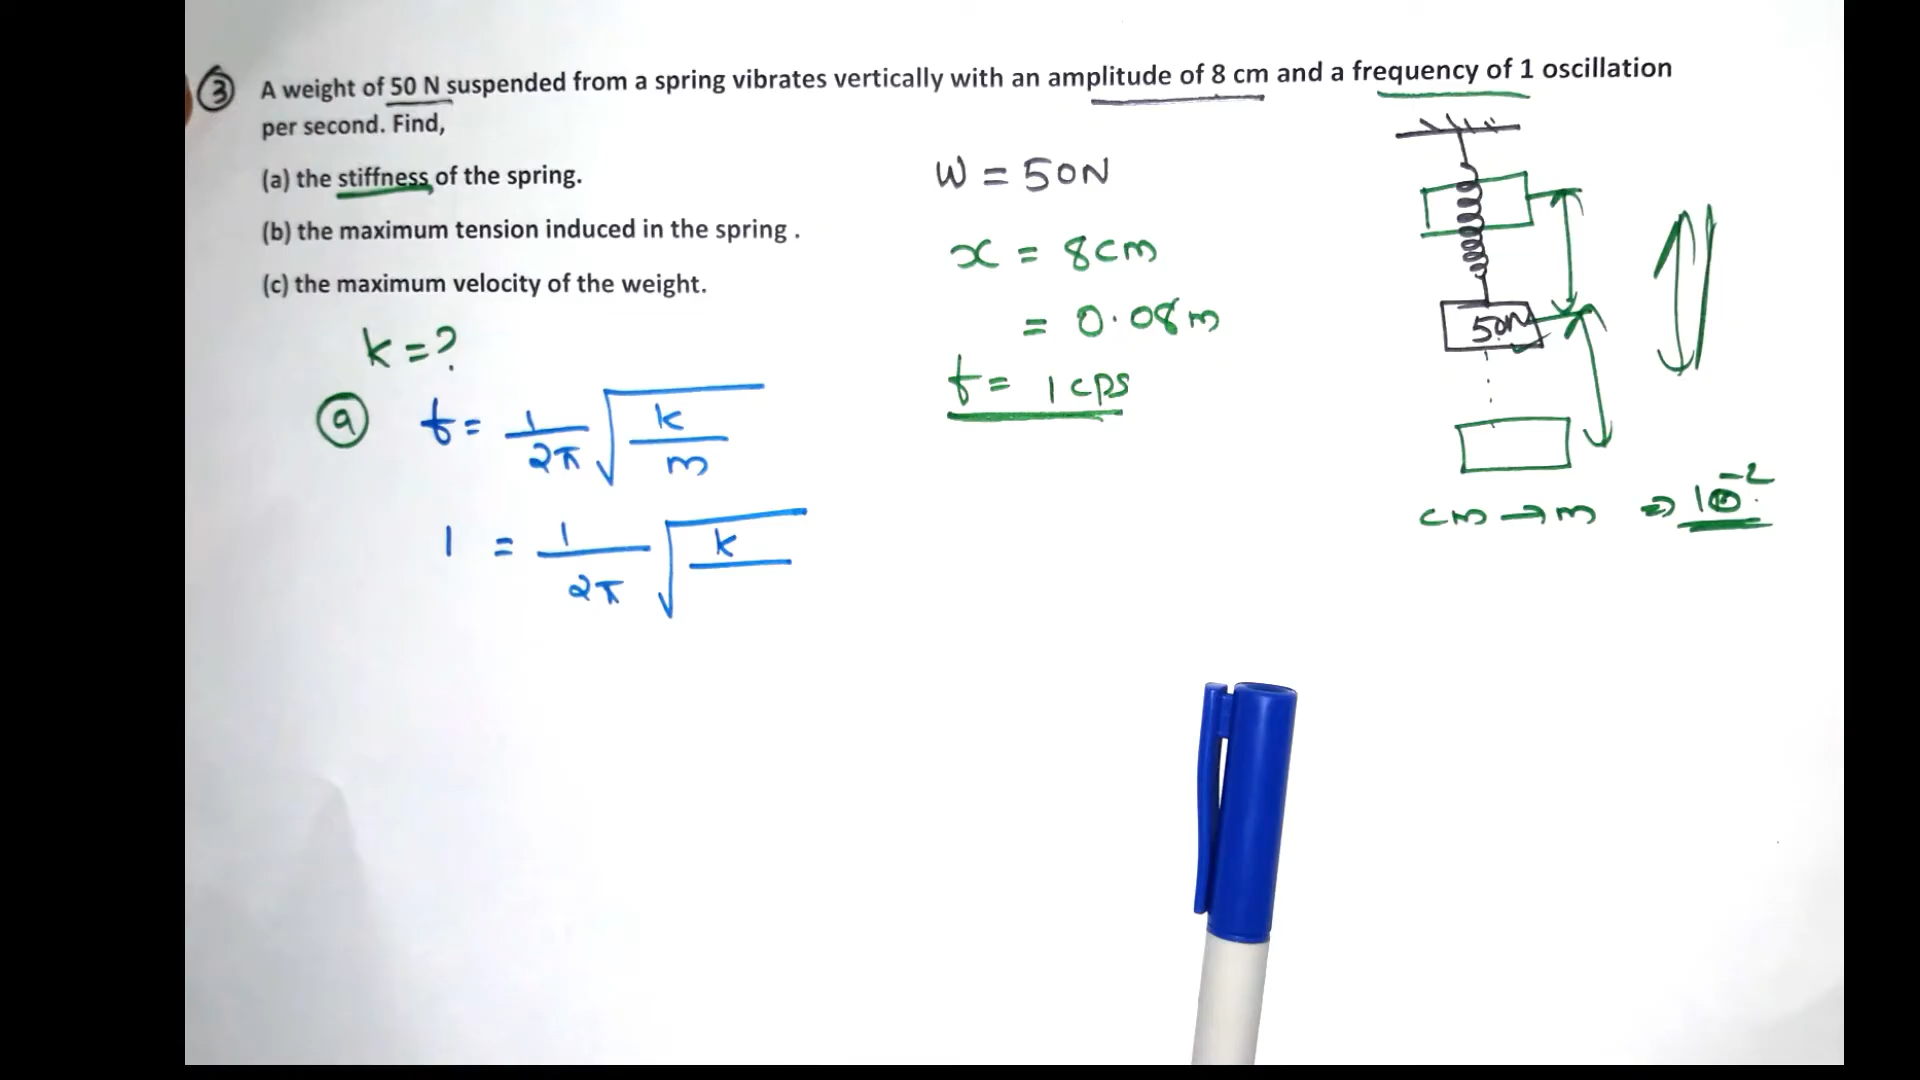 ③ A weight of 50 N suspended from a spring vibrates vertically with an amplitude of 8 cm and a frequency of 1 oscillation
per second. Find,
(a) the stiffness of the spring.
(b) the maximum tension induced in the spring .
(c) the maximum velocity of the weight.
W = 50N
x = 8cm
= 0.08m
f = 1 cps
50N
cm → m ⇒ 10⁻²
k = ?
ⓐ f = 1/2π √k/m
1 = 1/2π √k